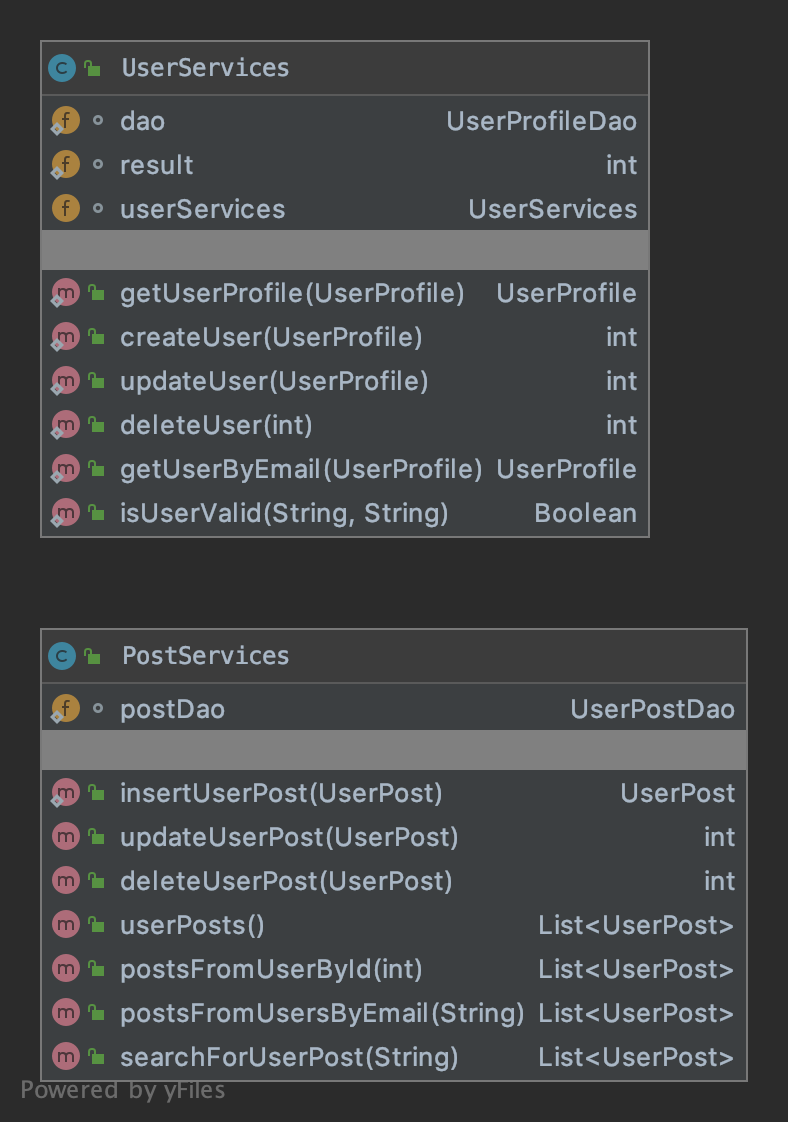 UserServices
dao UserProfileDao
result int
userServices UserServices
getUserProfile(UserProfile) UserProfile
createUser(UserProfile) int
updateUser(UserProfile) int
deleteUser(int) int
getUserByEmail(UserProfile) UserProfile
isUserValid(String, String) Boolean
PostServices
postDao UserPostDao
insertUserPost(UserPost) UserPost
updateUserPost(UserPost) int
deleteUserPost(UserPost) int
userPosts() List<UserPost>
postsFromUserById(int) List<UserPost>
postsFromUsersByEmail(String) List<UserPost>
searchForUserPost(String) List<UserPost>
Powered by yFiles